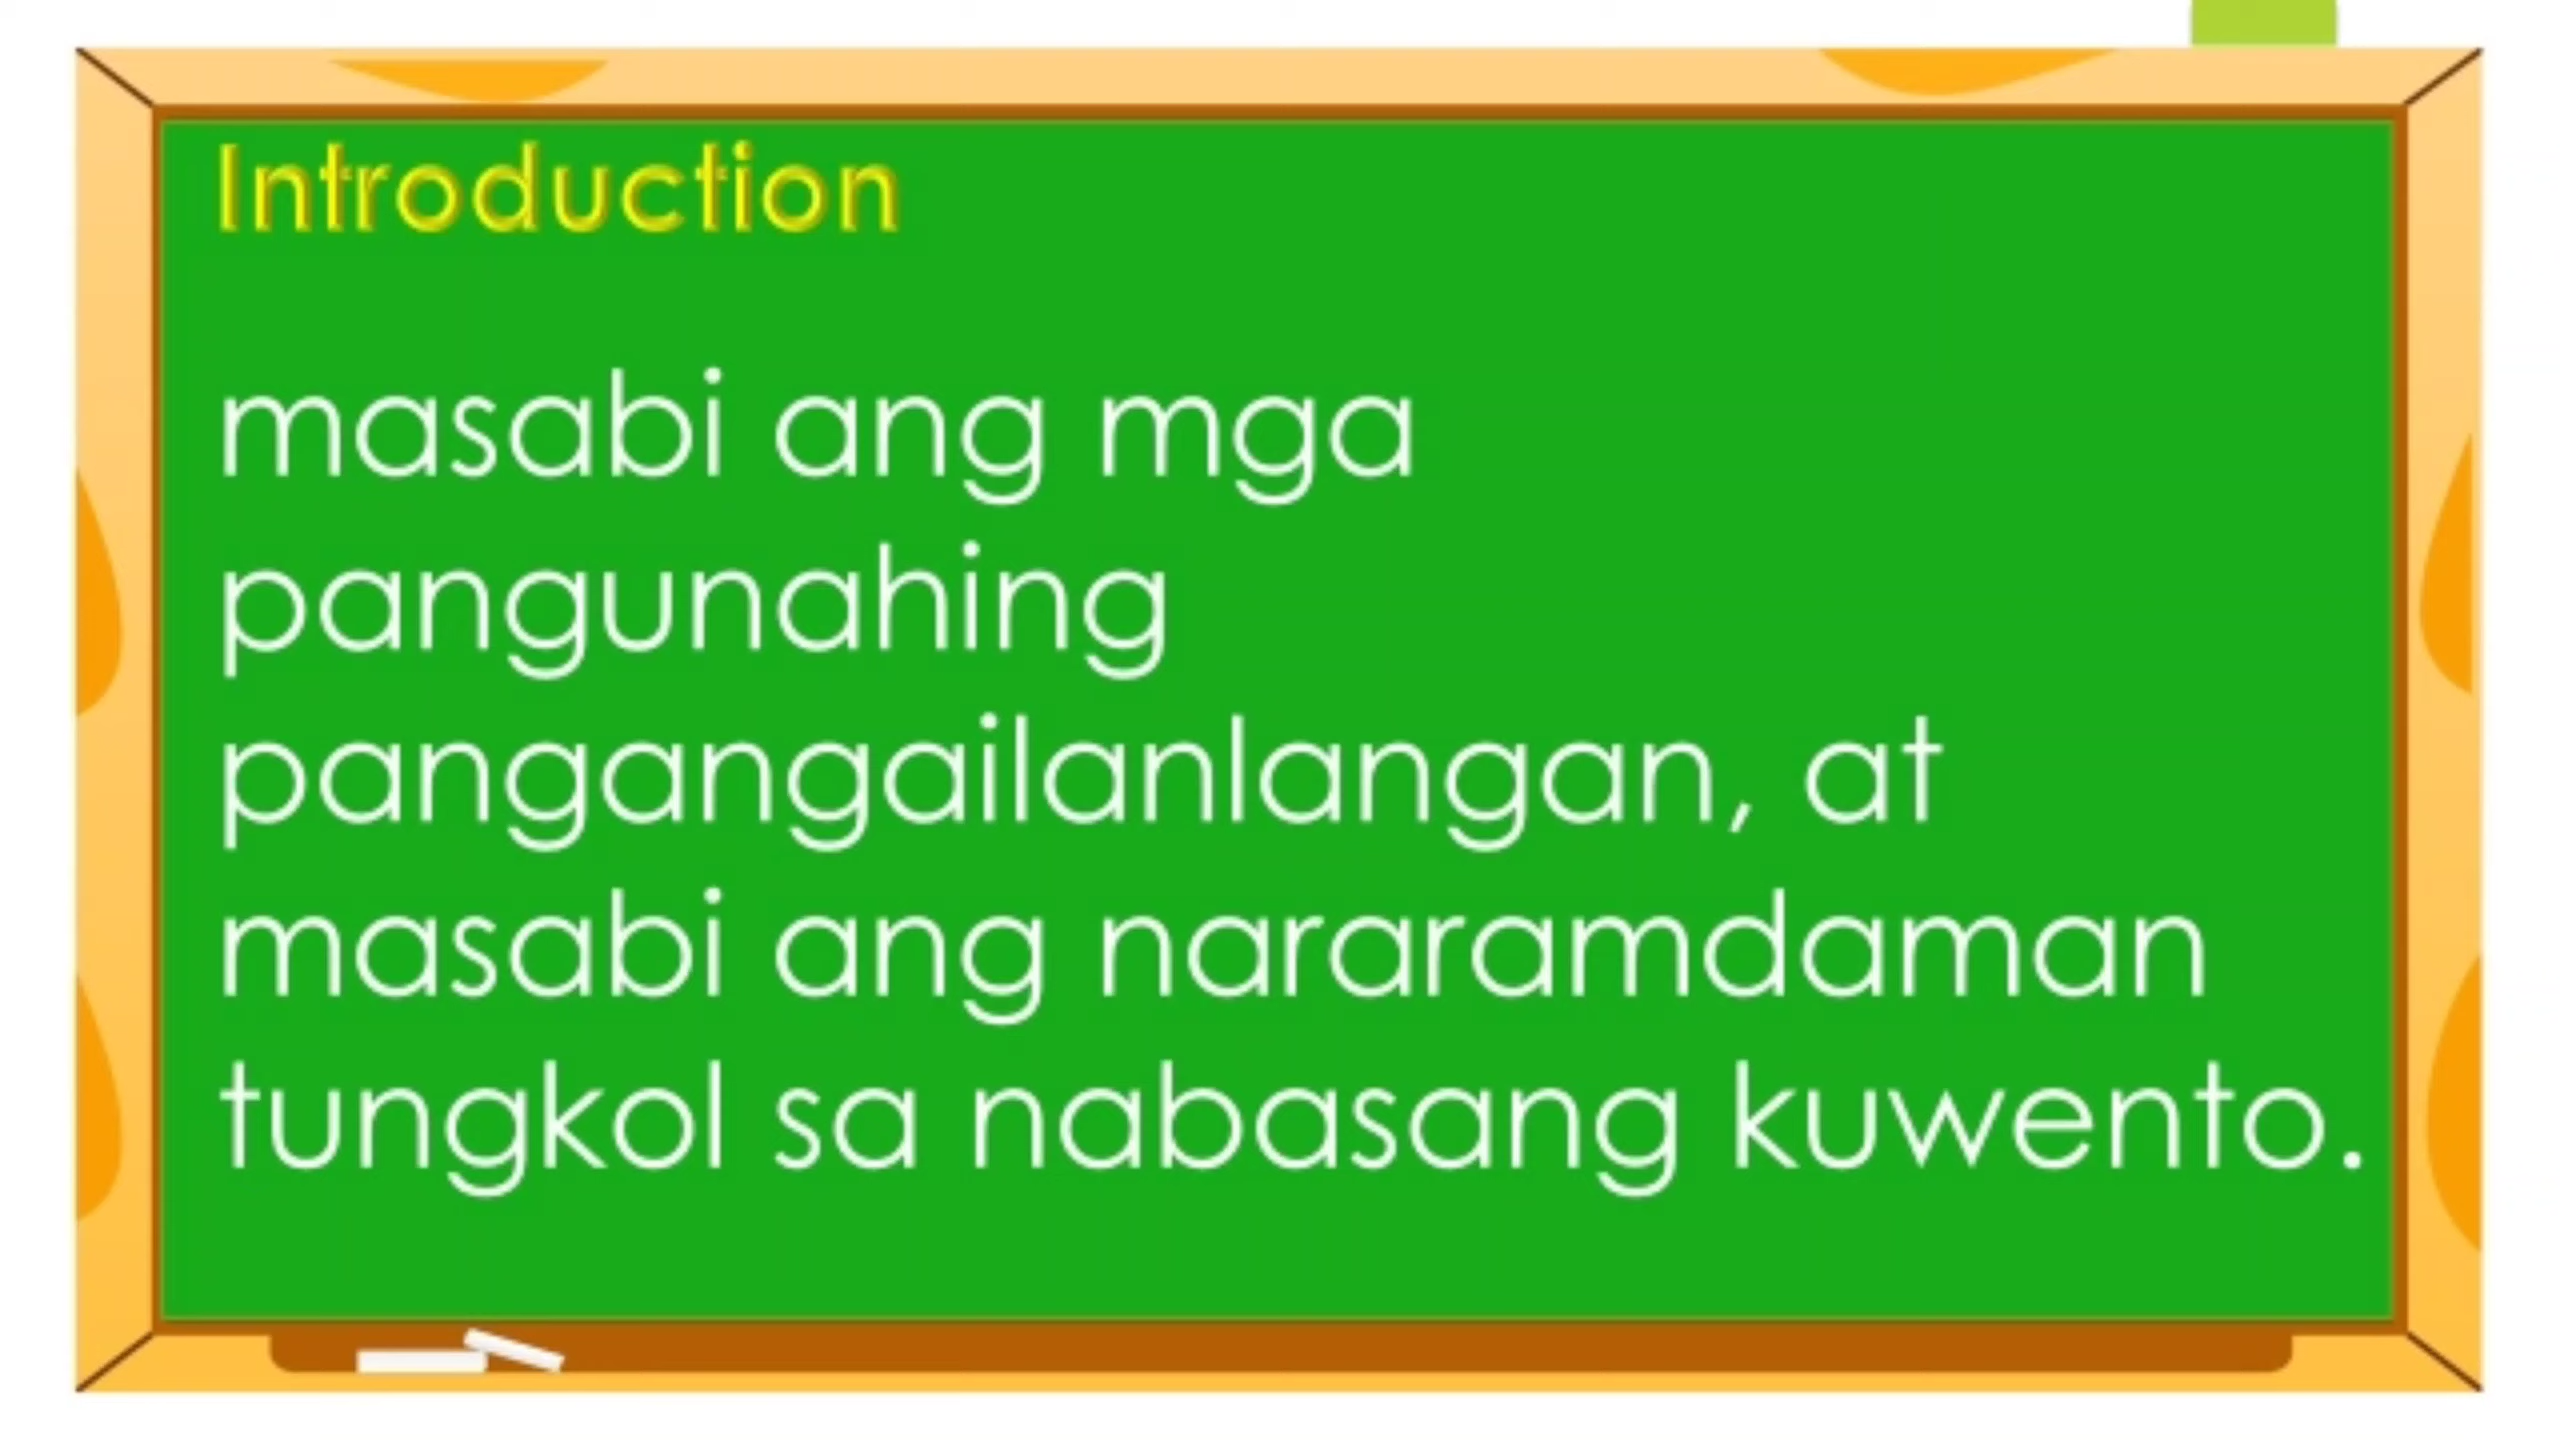 Introduction
masabi ang mga
pangunahing
pangangailanlangan, at
masabi ang nararamdaman
tungkol sa nabasang kuwento.